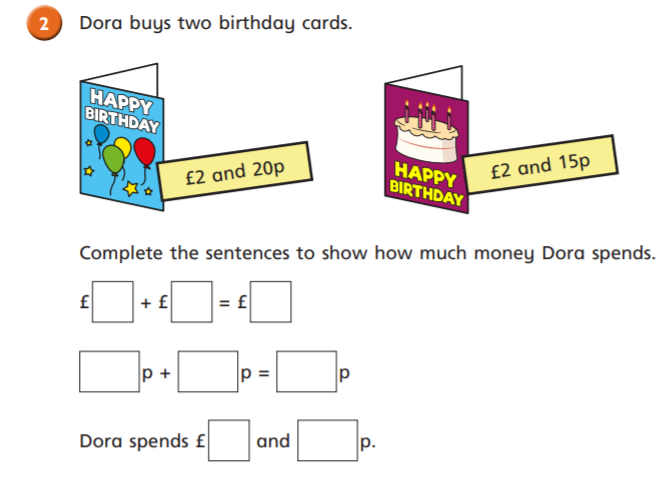 2 Dora buys two birthday cards.
HAPPY
BIRTHDAY
£2 and 20p
HAPPY
BIRTHDAY
£2 and 15p
Complete the sentences to show how much money Dora spends.
£ + £ = £
p + p = p
Dora spends £ and p.